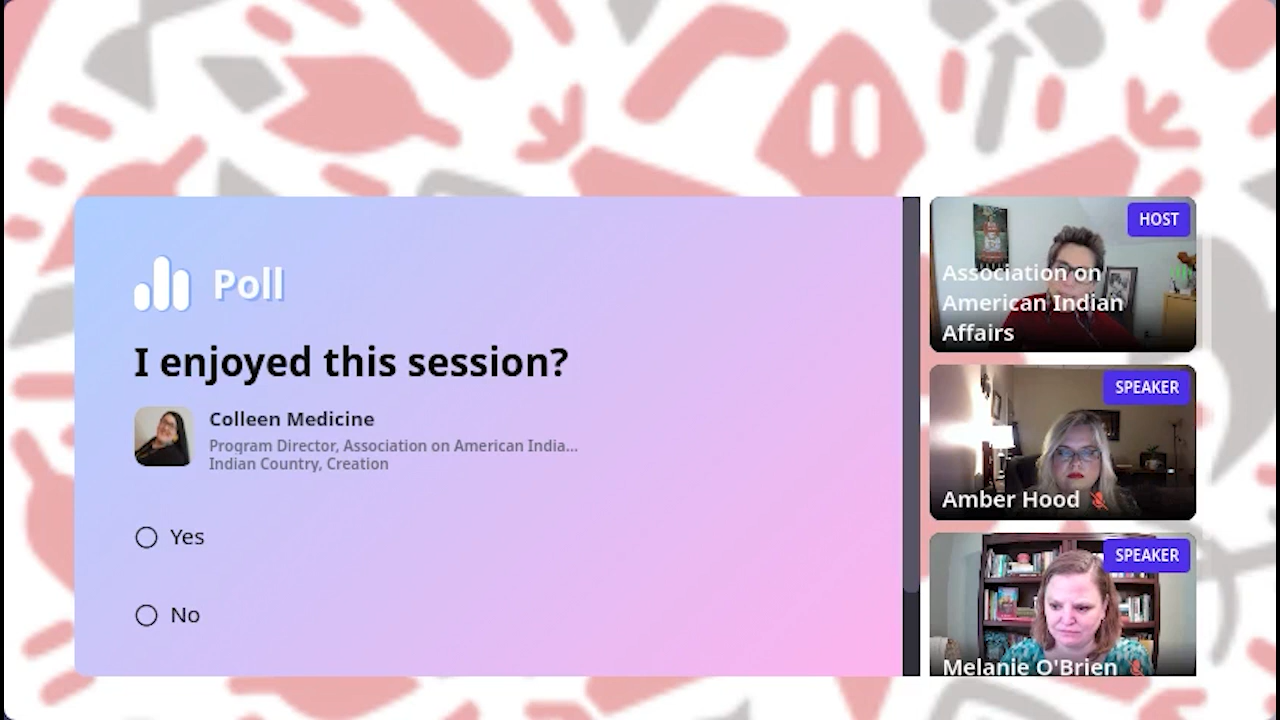 Poll
I enjoyed this session?
Colleen Medicine
Program Director, Association on American India...
Indian Country, Creation
Yes
No
HOST
Association on
American Indian
Affairs
SPEAKER
Amber Hood
SPEAKER
Melanie O'Brien